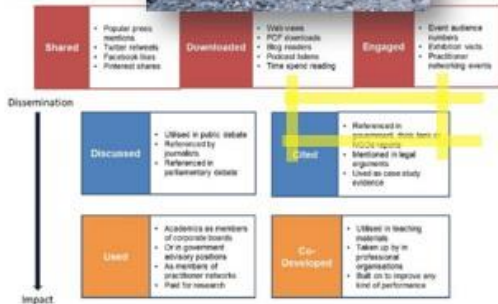 Shared
• Popular press
mentions
• Twitter retweets
• Facebook likes
• Pinterest shares
Downloaded
• Web views
• PDF downloads
• Blog readers
• Podcast listens
• Time spend reading
Engaged
• Event audience
numbers
• Exhibition visits
• Practitioner
networking events
Dissemination
Discussed
• Utilised in public debate
• Referenced by
journalists
• Referenced in
parliamentary debate
Cited
• Referenced in
government, think tank or
NGOs reports
• Mentioned in legal
arguments
• Used as case study
evidence
Used
• Academics as members
of corporate boards
• Or in government
advisory positions
• As members of
practitioner networks
• Paid for research
Co-
Developed
• Utilised in teaching
materials
• Taken up by in
professional
organisations
• Built on to improve any
kind of performance
Impact